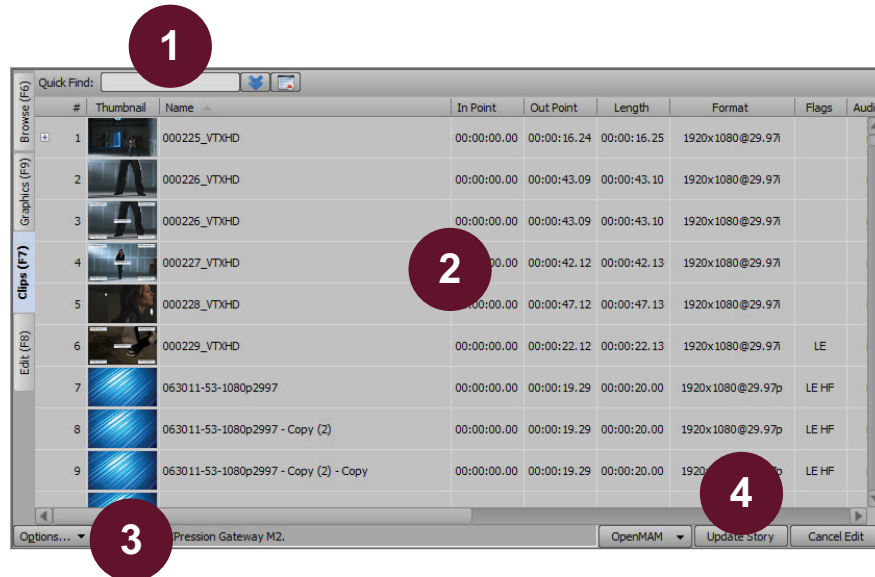 1
Quick Find:
Browse (F6)
Graphics (F9)
Clips (F7)
Edit (F8)
# Thumbnail Name In Point Out Point Length Format Flags Audi
1 000225_VTXHD 00:00:00.00 00:00:16.24 00:00:16.25 1920x1080@29.97i
2 000226_VTXHD 00:00:00.00 00:00:43.09 00:00:43.10 1920x1080@29.97i
3 000226_VTXHD 00:00:00.00 00:00:43.09 00:00:43.10 1920x1080@29.97i
2
4 000227_VTXHD 00:00:42.12 00:00:42.13 1920x1080@29.97i
5 000228_VTXHD 00:00:00.00 00:00:47.12 00:00:47.13 1920x1080@29.97i
6 000229_VTXHD 00:00:00.00 00:00:22.12 00:00:22.13 1920x1080@29.97i LE
7 063011-53-1080p2997 00:00:00.00 00:00:19.29 00:00:20.00 1920x1080@29.97p LE HF
8 063011-53-1080p2997 - Copy (2) 00:00:00.00 00:00:19.29 00:00:20.00 1920x1080@29.97p LE HF
9 063011-53-1080p2997 - Copy (2) - Copy 00:00:00.00 00:00:19.29 00:00:20.00 LE HF
4
3
Options... Pression Gateway M2. OpenMAM Update Story Cancel Edit